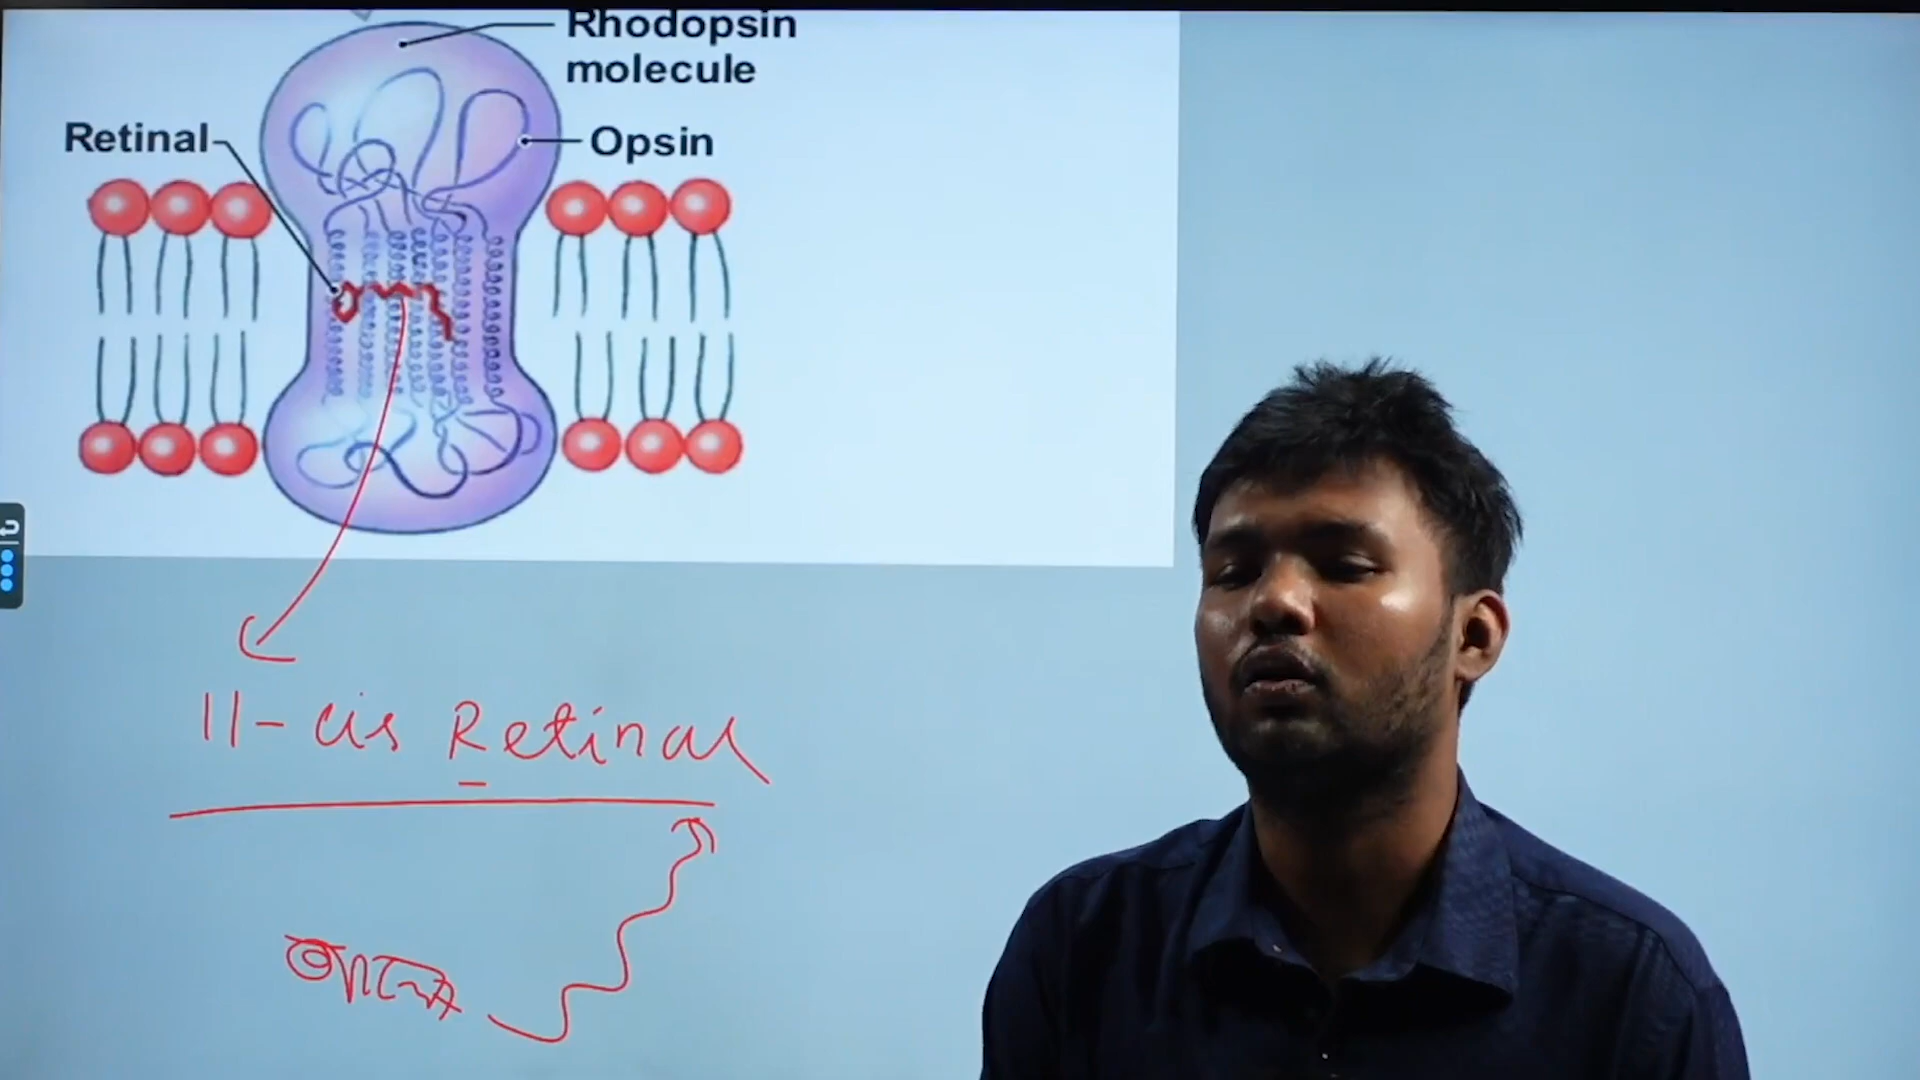 Rhodopsin
molecule
Retinal
Opsin
11-cis Retinal
আলো